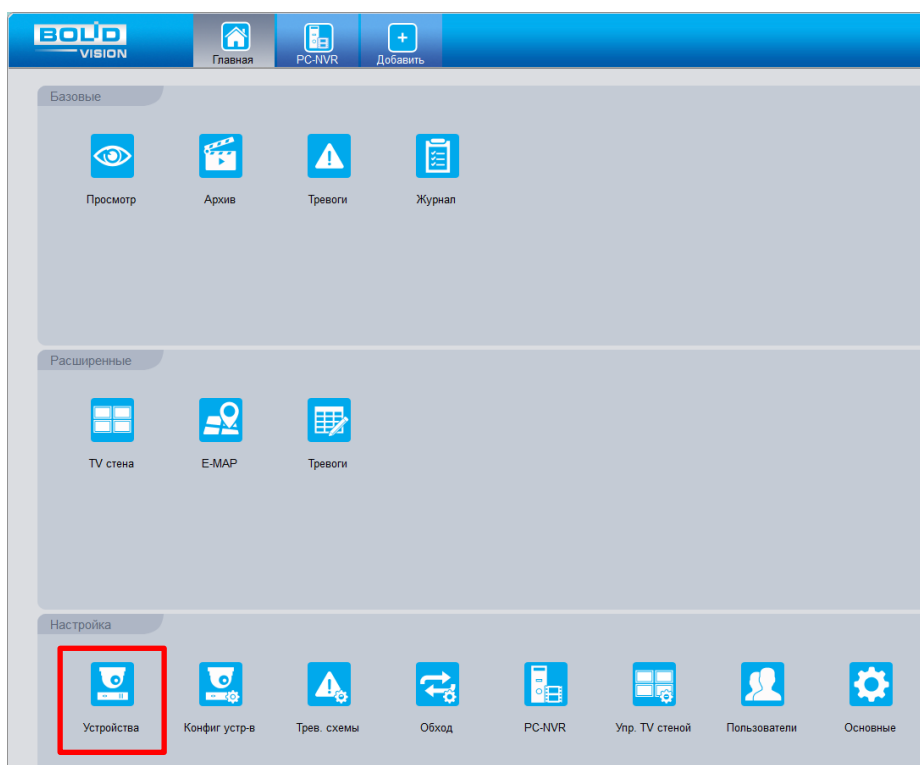 BOLID
VISION
Главная
PC-NVR
Добавить
Базовые
Просмотр
Архив
Тревоги
Журнал
Расширенные
TV стена
E-MAP
Тревоги
Настройка
Устройства
Конфиг устр-в
Трев. схемы
Обход
PC-NVR
Упр. TV стеной
Пользователи
Основные